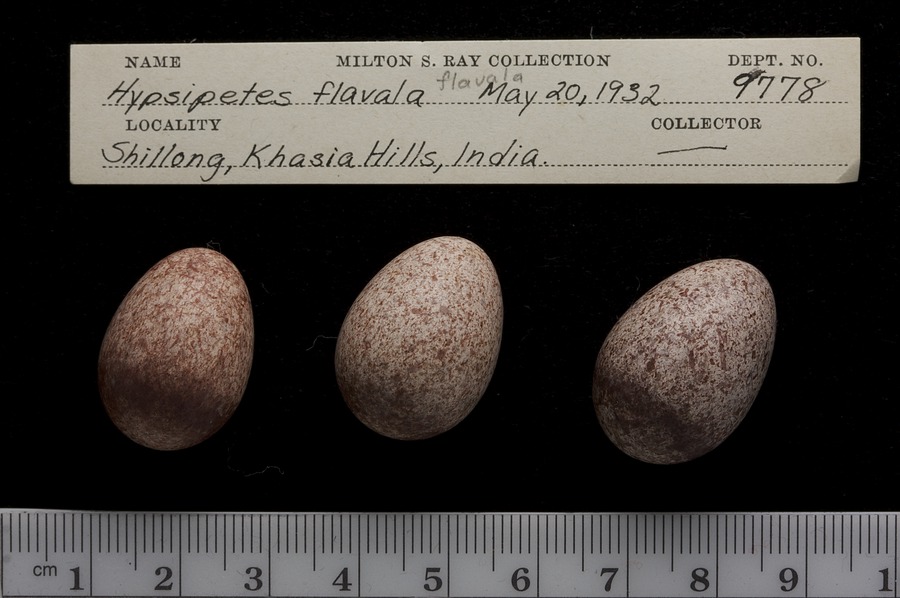 NAME MILTON S. RAY COLLECTION DEPT. NO.
flavala
Hypsipetes flavala May 20, 1932 9778
LOCALITY COLLECTOR
Shillong, Khasia Hills, India.
cm 1 2 3 4 5 6 7 8 9 1